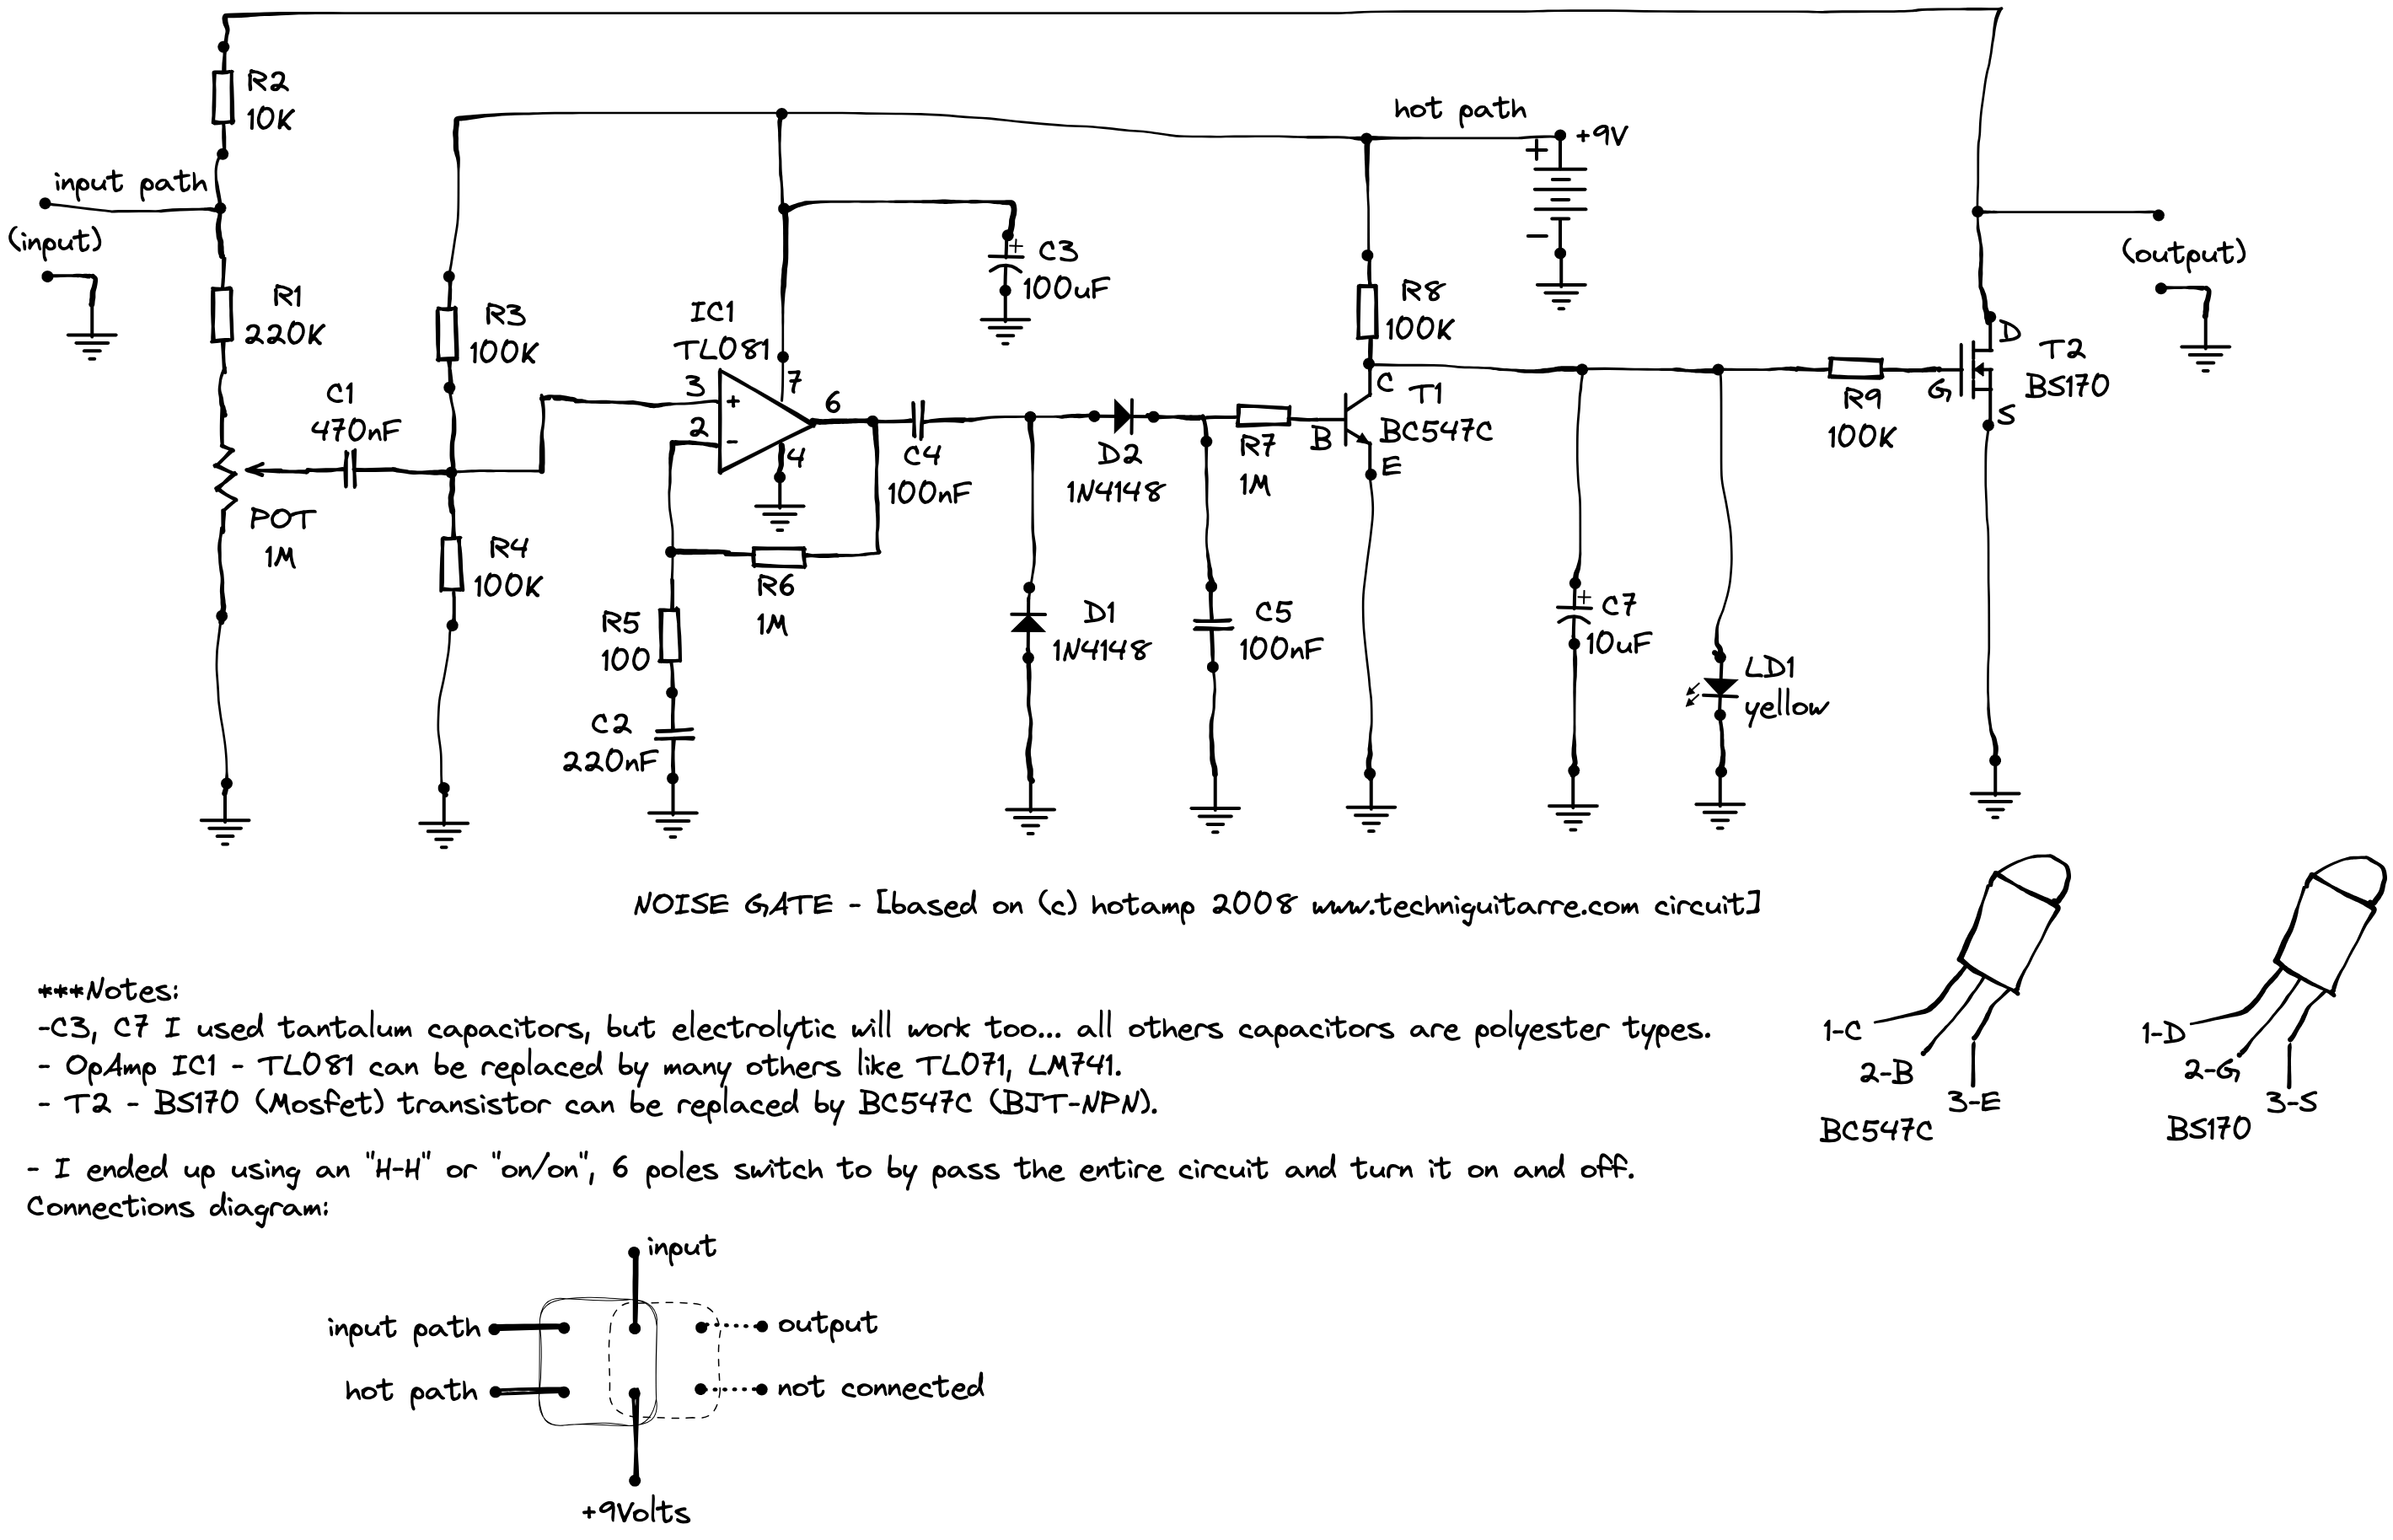 R2
10K
input path
(input)
R1
220K
C1
470nF
POT
1M
R3
100K
R4
100K
IC1
TL081
3
+
7
2
-
6
4
R5
100
R6
1M
C2
220nF
+
C3
100uF
C4
100nF
D1
1N4148
D2
1N4148
C5
100nF
R7
1M
hot path
+9V
+
-
R8
100K
C
T1
B
BC547C
E
+
C7
10uF
LD1
yellow
R9
100K
G
D
T2
BS170
S
(output)
NOISE GATE - [based on (c) hotamp 2008 www.techniguitarre.com circuit]
***Notes:
-C3, C7 I used tantalum capacitors, but electrolytic will work too... all others capacitors are polyester types.
- OpAmp IC1 - TL081 can be replaced by many others like TL071, LM741.
- T2 - BS170 (Mosfet) transistor can be replaced by BC547C (BJT-NPN).
- I ended up using an "H-H" or "on/on", 6 poles switch to by pass the entire circuit and turn it on and off.
Connections diagram:
1-C
2-B
3-E
BC547C
1-D
2-G
3-S
BS170
input
input path
output
hot path
not connected
+9Volts